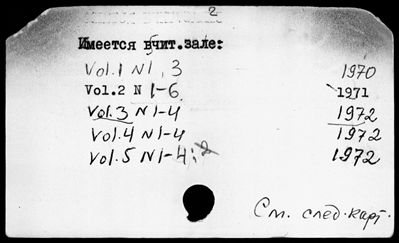 2
Имеется в чит.зале:
Vol.1 N1, 3 1970
Vol.2 N 1-6 1971
Vol.3 N1-4 1972
Vol.4 N1-4 1972
Vol.5 N1-4; 1972
См. след. карт.